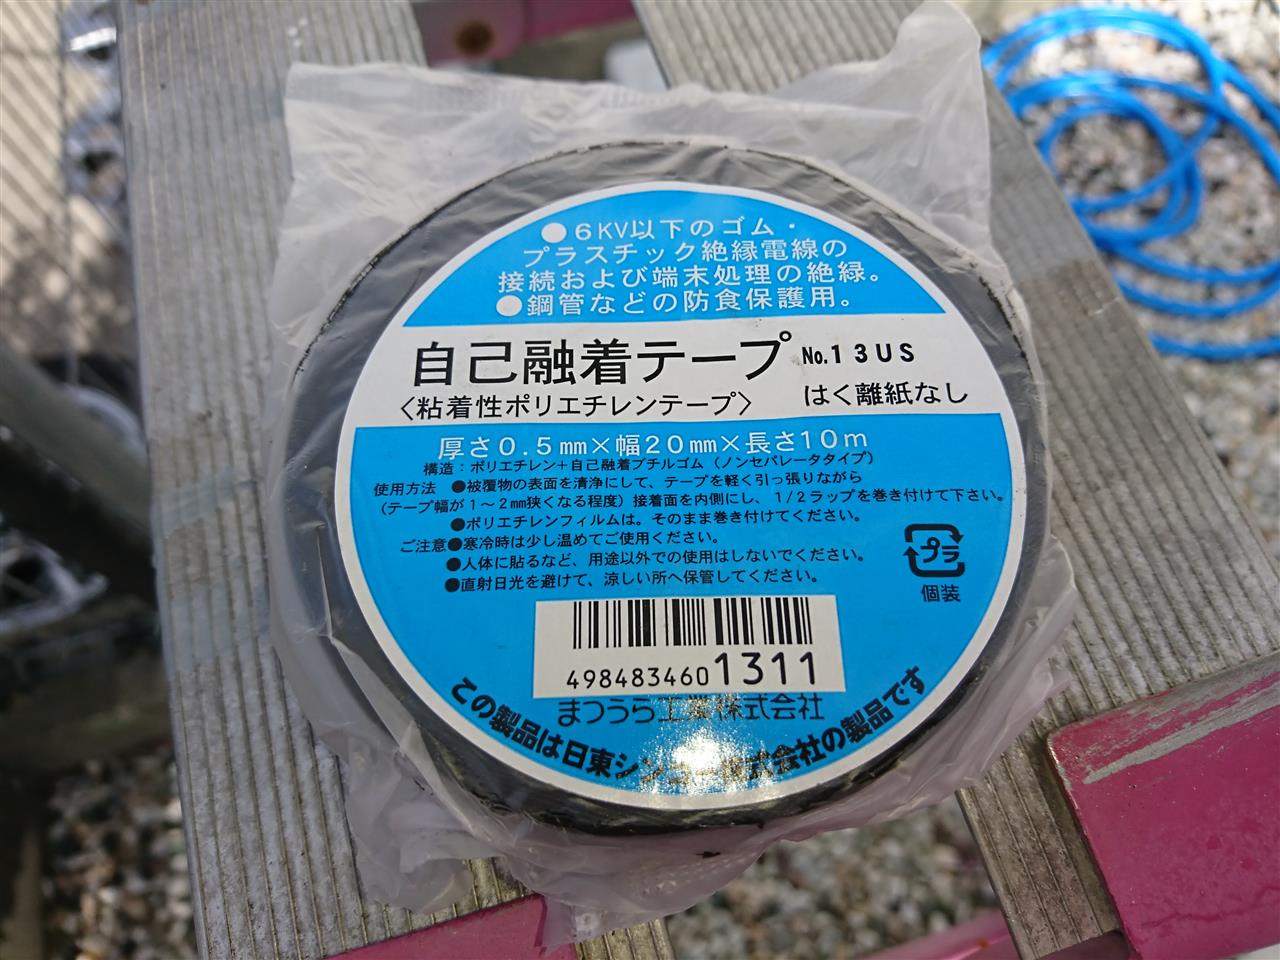 ●6KV以下のゴム・
プラスチック絶縁電線の
接続および端末処理の絶緑。
●鋼管などの防食保護用。
自己融着テープ No.13US
〈粘着性ポリエチレンテープ〉 はく離紙なし
厚さ0.5mm×幅20mm×長さ10m
構造：ポリエチレン＋自己融着ブチルゴム（ノンセパレータタイプ）
使用方法 ●被覆物の表面を清浄にして、テープを軽く引っ張りながら
（テープ幅が1～2mm狭くなる程度）接着面を内側にし、1/2ラップを巻き付けて下さい。
●ポリエチレンフィルムは。そのまま巻き付けてください。
ご注意●寒冷時は少し温めてご使用ください。
●人体に貼るなど、用途以外での使用はしないでください。
●直射日光を避けて、涼しい所へ保管してください。
プラ
個装
4984834601311
まつうら工業株式会社
この製品は日東シンコー株式会社の製品です